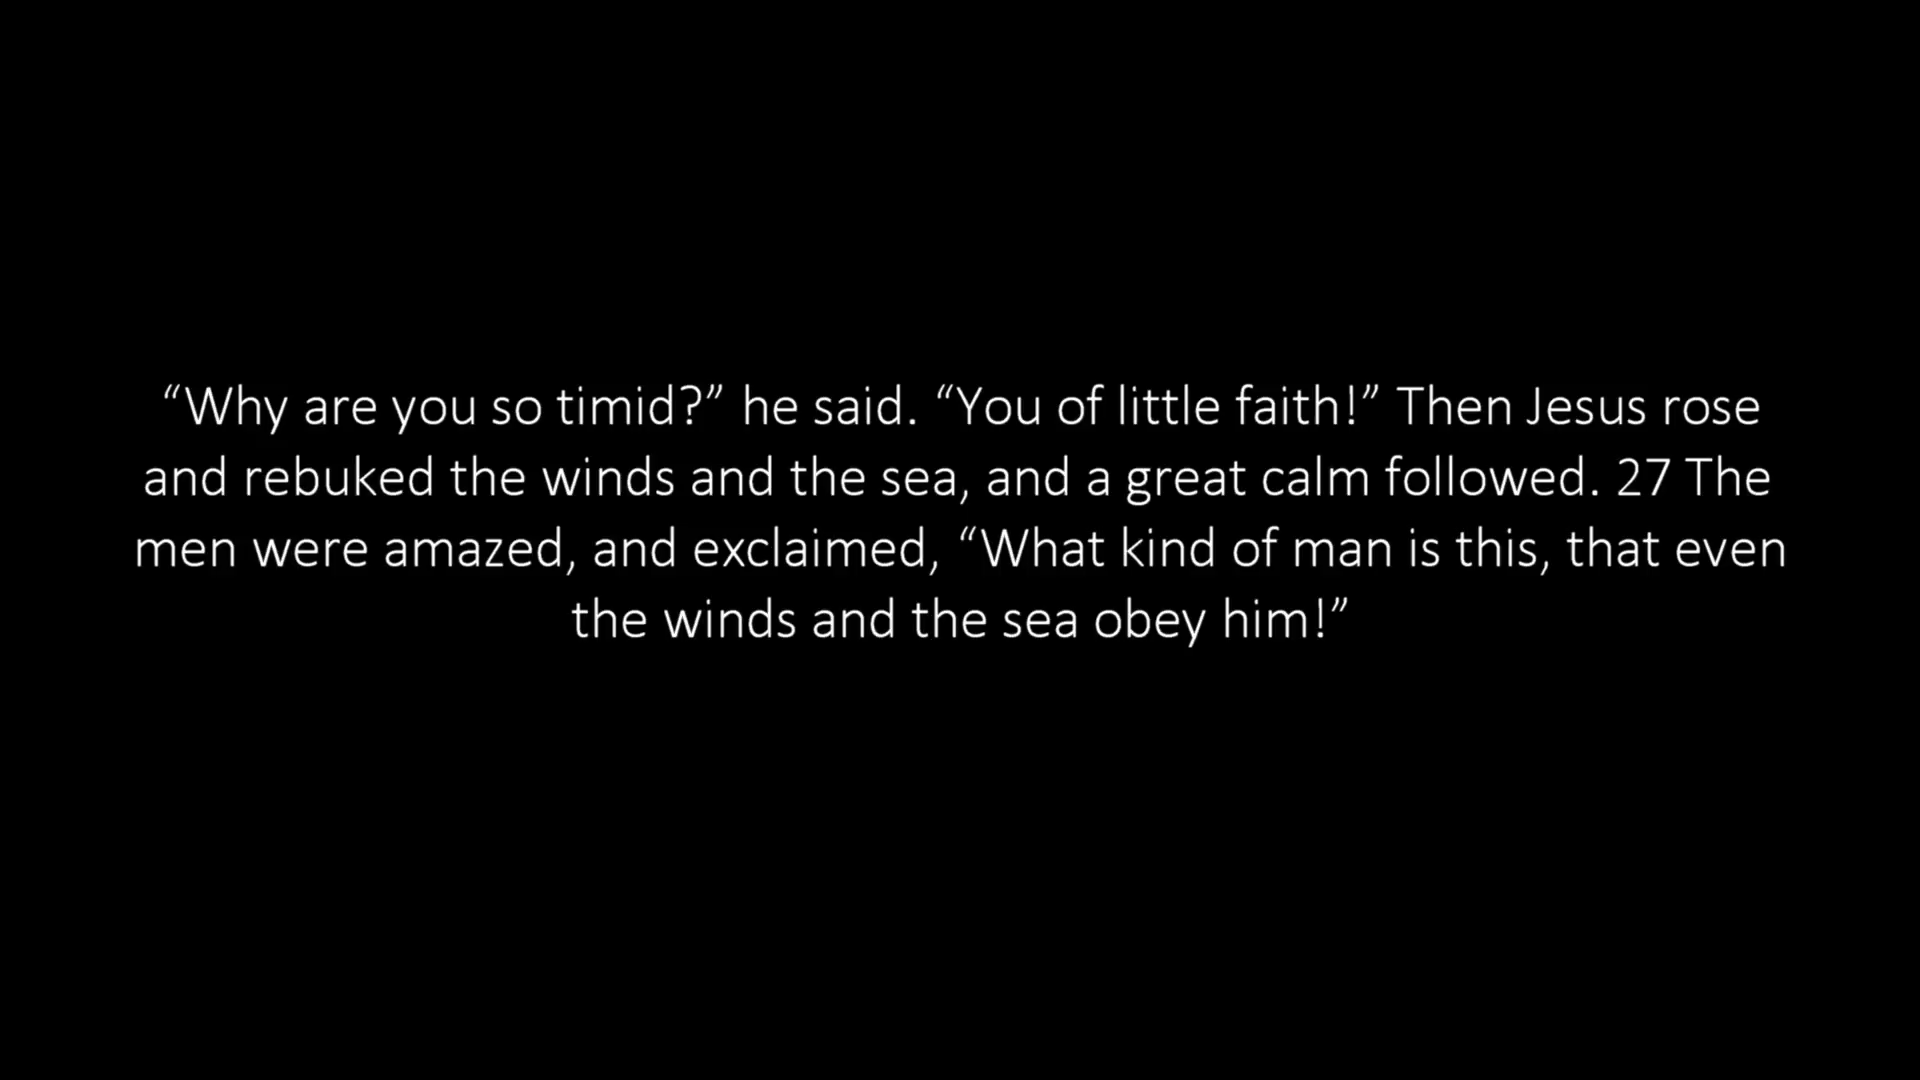 “Why are you so timid?” he said. “You of little faith!” Then Jesus rose
and rebuked the winds and the sea, and a great calm followed. 27 The
men were amazed, and exclaimed, “What kind of man is this, that even
the winds and the sea obey him!”